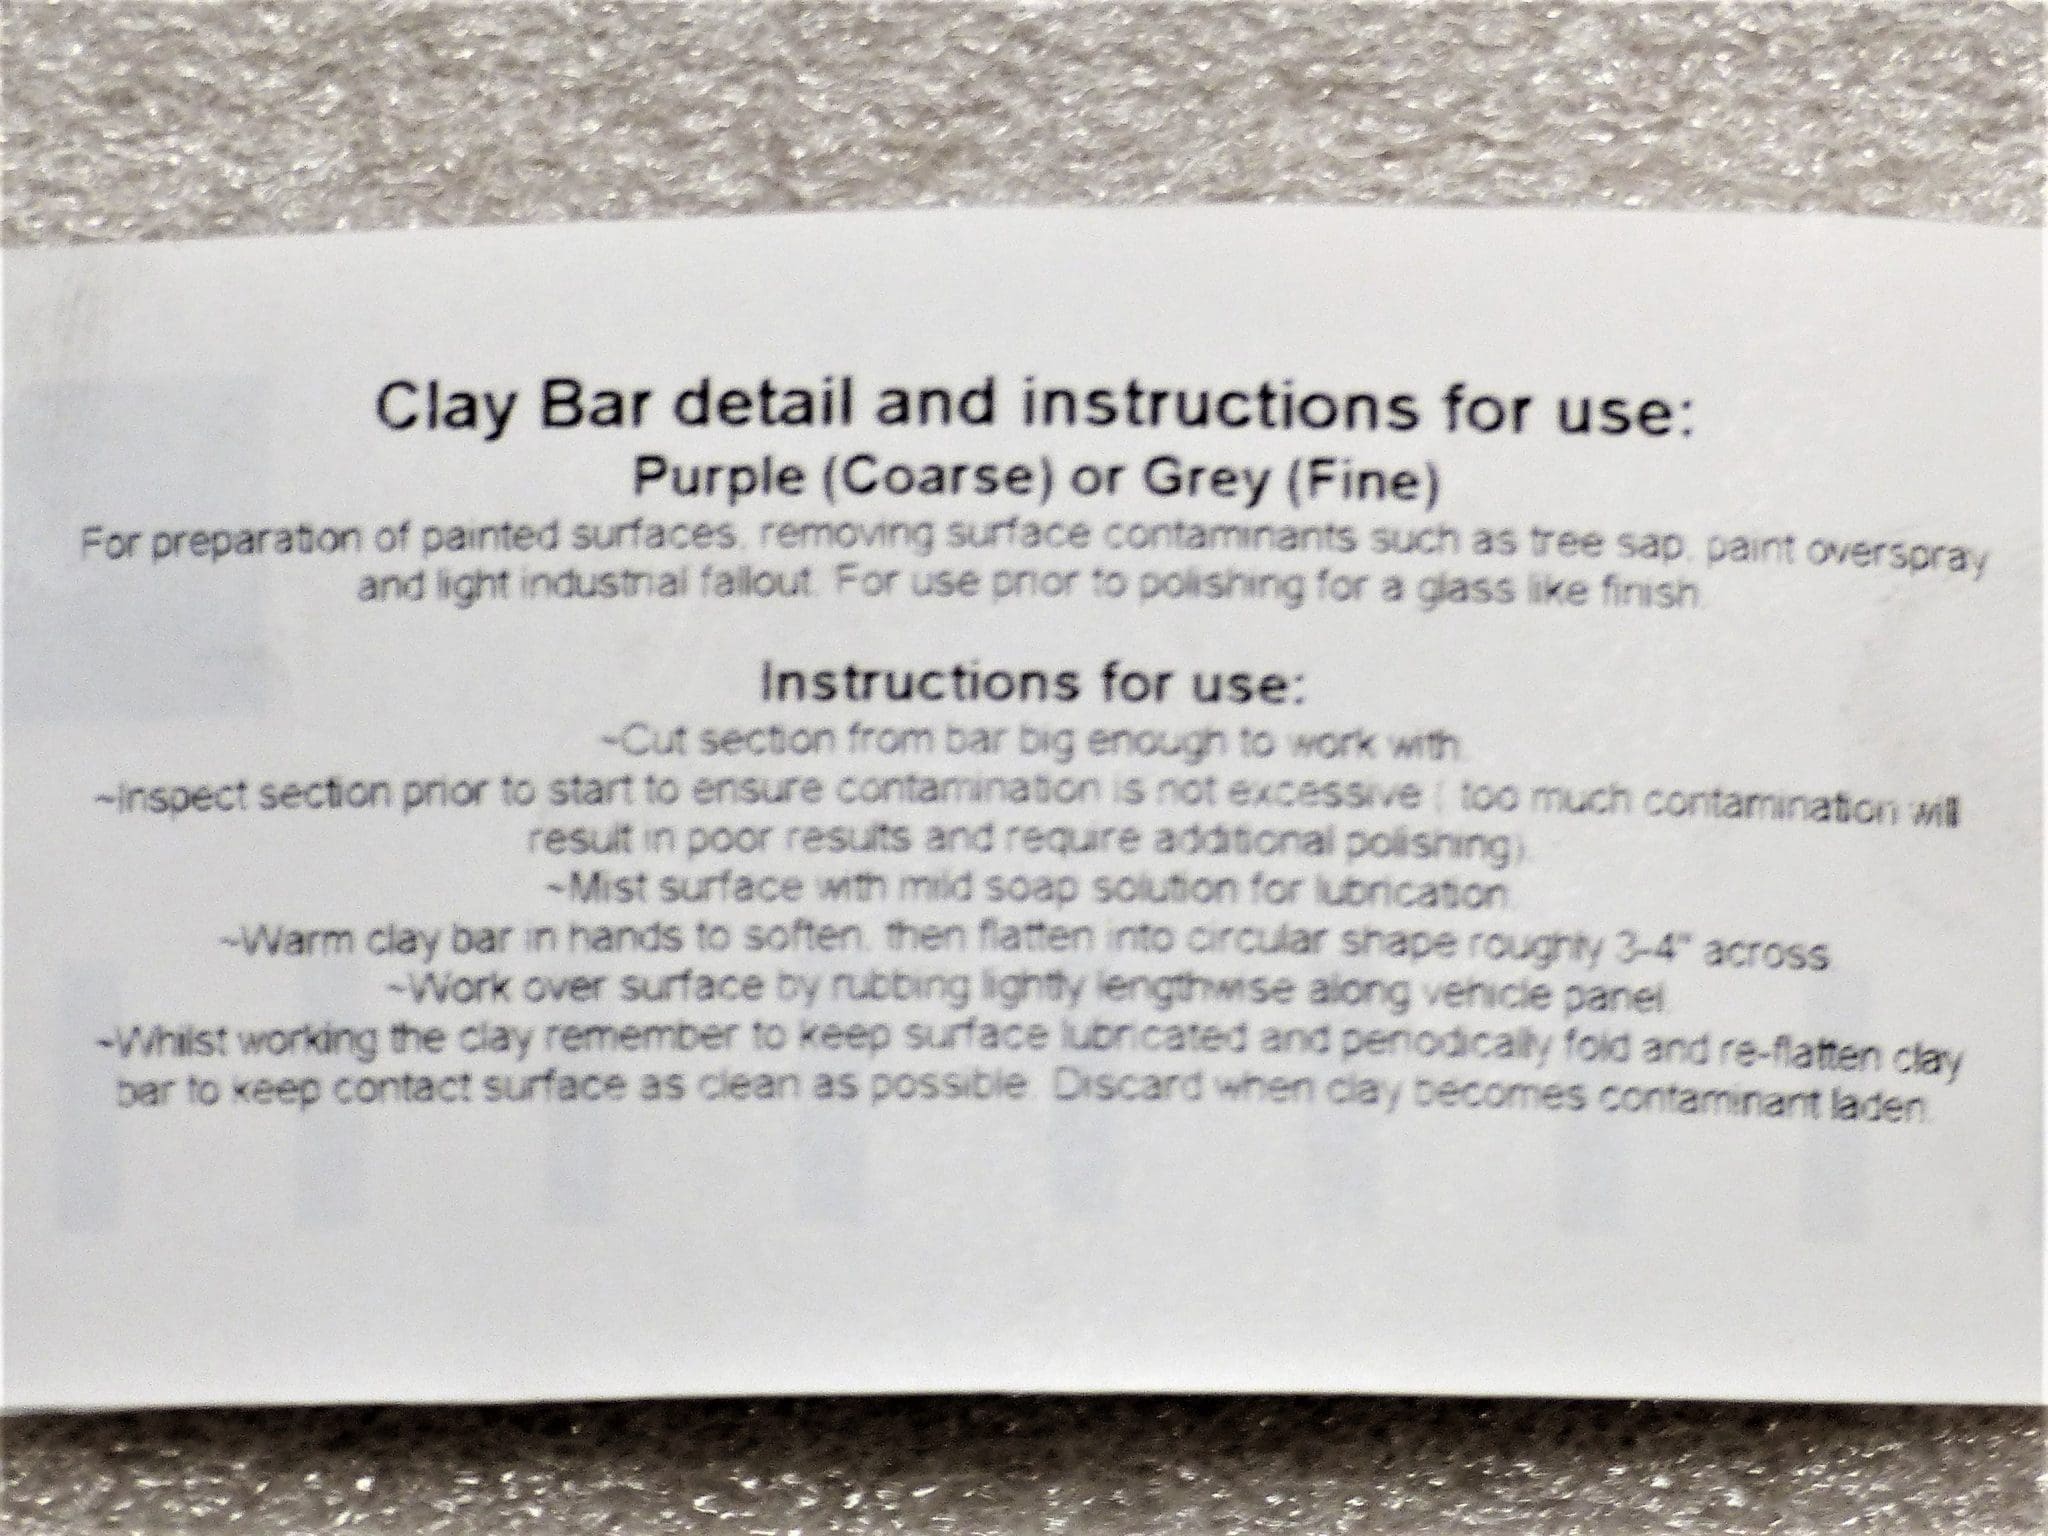 Clay Bar detail and instructions for use:
Purple (Coarse) or Grey (Fine)
For preparation of painted surfaces, removing surface contaminants such as tree sap, paint overspray
and light industrial fallout. For use prior to polishing for a glass like finish.
Instructions for use:
~Cut section from bar big enough to work with.
~Inspect section prior to start to ensure contamination is not excessive ( too much contamination will
result in poor results and require additional polishing).
~Mist surface with mild soap solution for lubrication.
~Warm clay bar in hands to soften, then flatten into circular shape roughly 3-4" across.
~Work over surface by rubbing lightly lengthwise along vehicle panel.
~Whilst working the clay remember to keep surface lubricated and periodically fold and re-flatten clay
bar to keep contact surface as clean as possible. Discard when clay becomes contaminant laden.